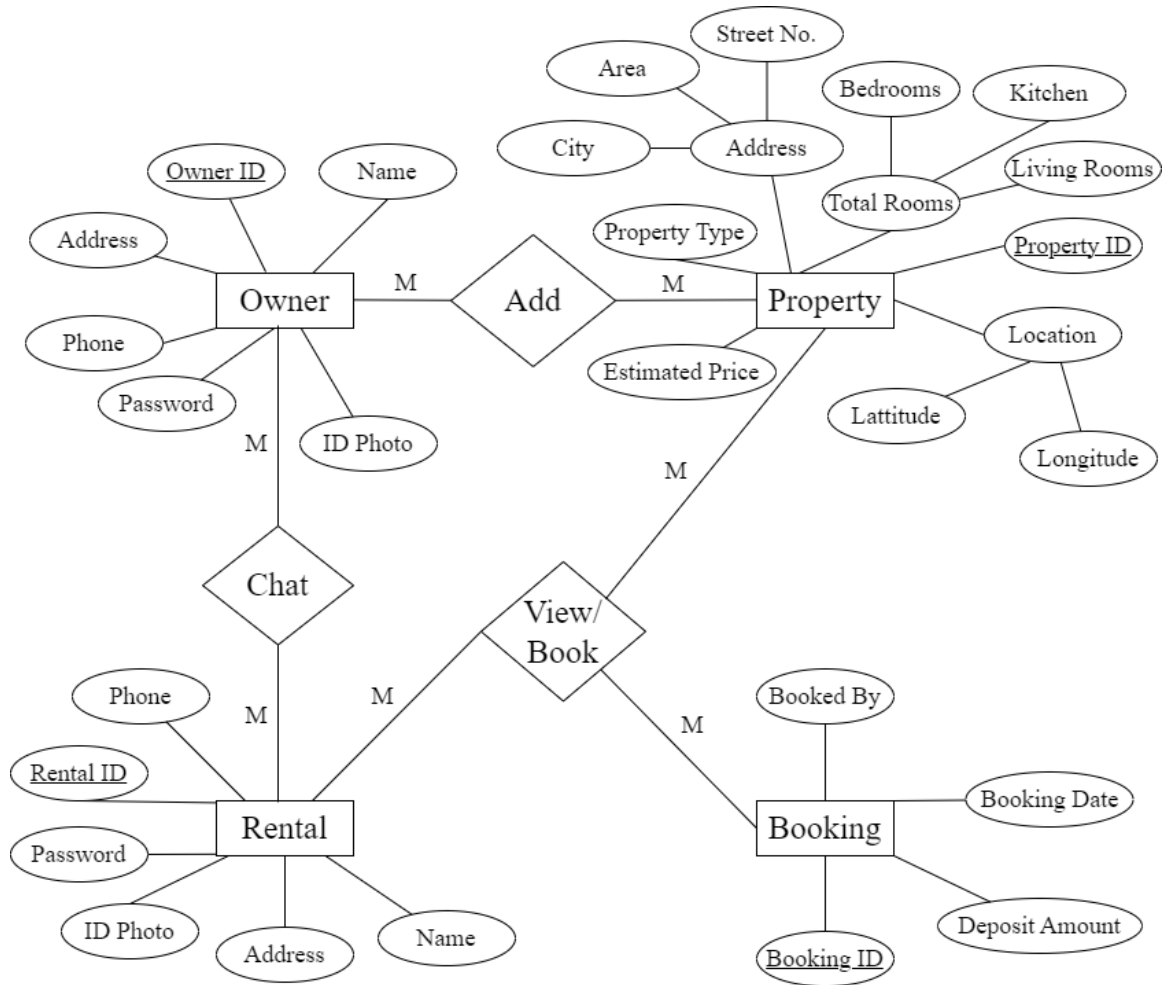 Street No.
Area
Bedrooms
Kitchen
City
Address
Living Rooms
Owner ID
Name
Total Rooms
Address
Property Type
Property ID
M
M
Owner
Add
Property
Phone
Location
Estimated Price
Password
Lattitude
M
ID Photo
Longitude
M
Chat
View/
Book
Phone
M
M
Booked By
M
Rental ID
Booking Date
Rental
Booking
Password
ID Photo
Name
Deposit Amount
Address
Booking ID